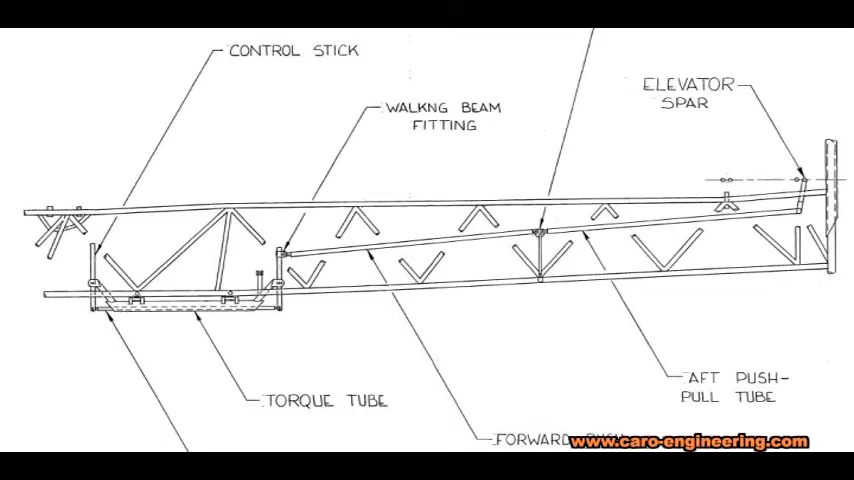 CONTROL STICK
WALKNG BEAM
FITTING
ELEVATOR
SPAR
AFT PUSH-
PULL TUBE
TORQUE TUBE
FORWARD
www.caro-engineering.com